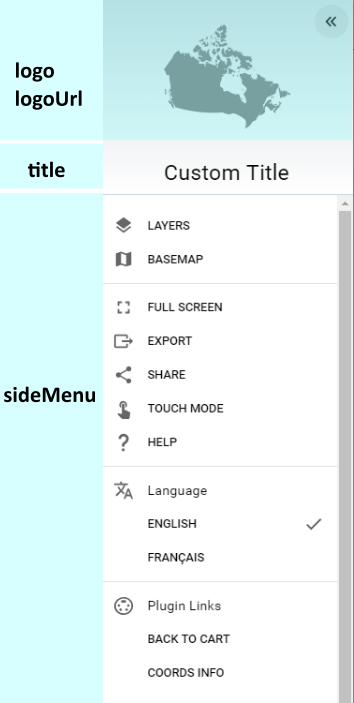 logo
logoUrl
title
Custom Title
sideMenu
LAYERS
BASEMAP
FULL SCREEN
EXPORT
SHARE
TOUCH MODE
HELP
Language
ENGLISH
FRANÇAIS
Plugin Links
BACK TO CART
COORDS INFO